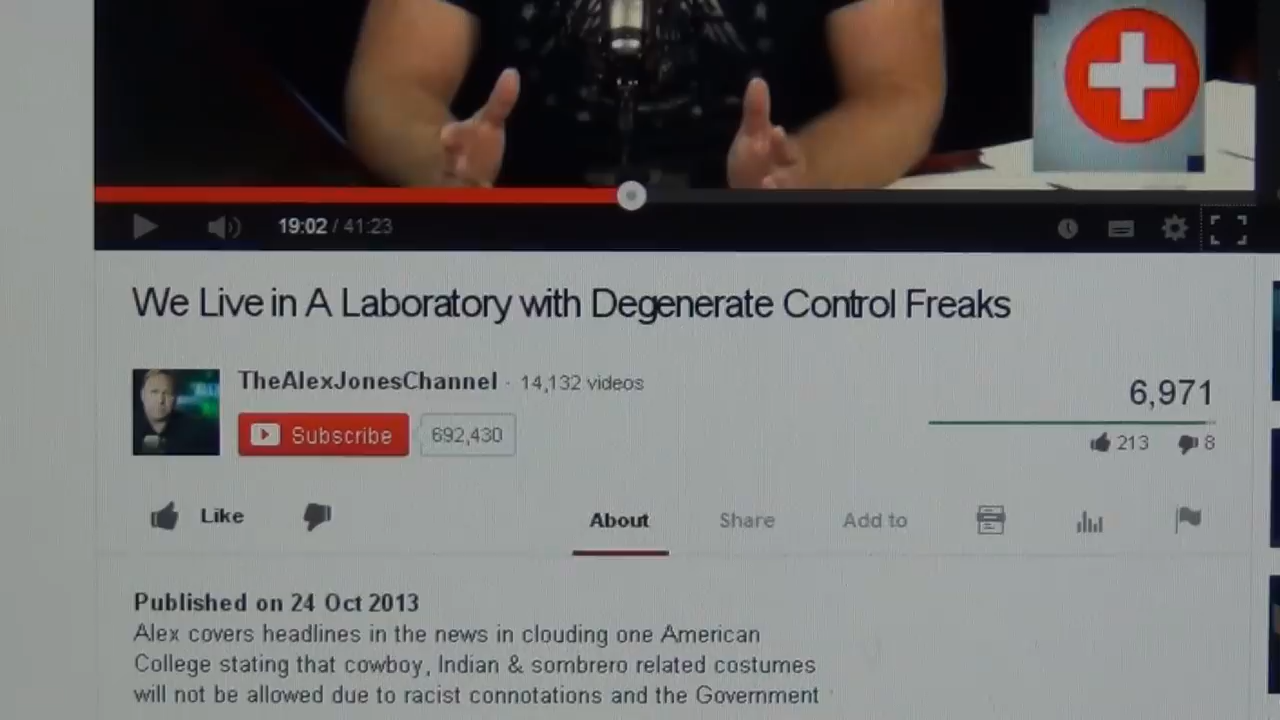 19:02 / 41:23
We Live in A Laboratory with Degenerate Control Freaks
TheAlexJonesChannel · 14,132 videos
Subscribe 692,430
6,971
213 8
Like
About Share Add to
Published on 24 Oct 2013
Alex covers headlines in the news in clouding one American
College stating that cowboy, Indian & sombrero related costumes
will not be allowed due to racist connotations and the Government